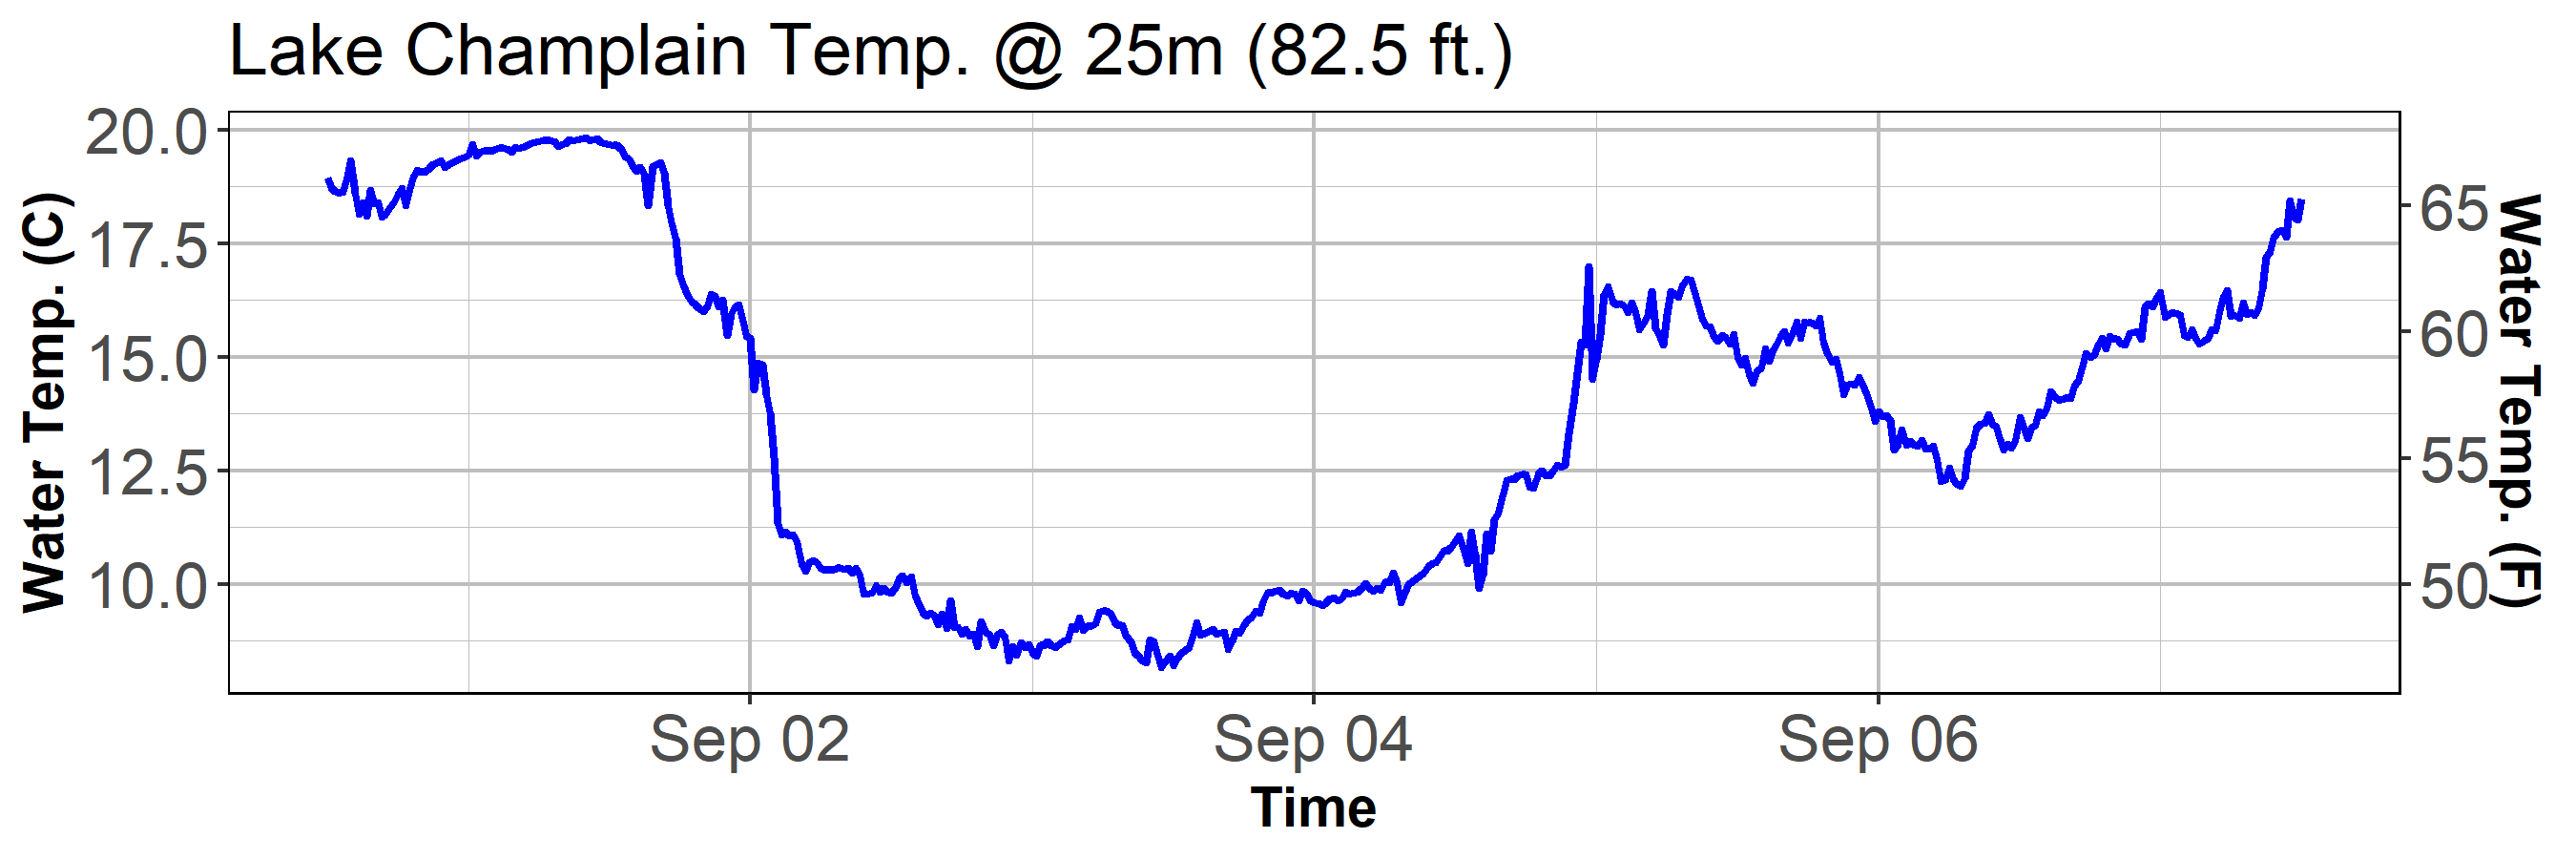 Lake Champlain Temp. @ 25m (82.5 ft.)
Water Temp. (C)
20.0
17.5
15.0
12.5
10.0
65
60
55
50
Water Temp. (F)
Sep 02
Sep 04
Sep 06
Time